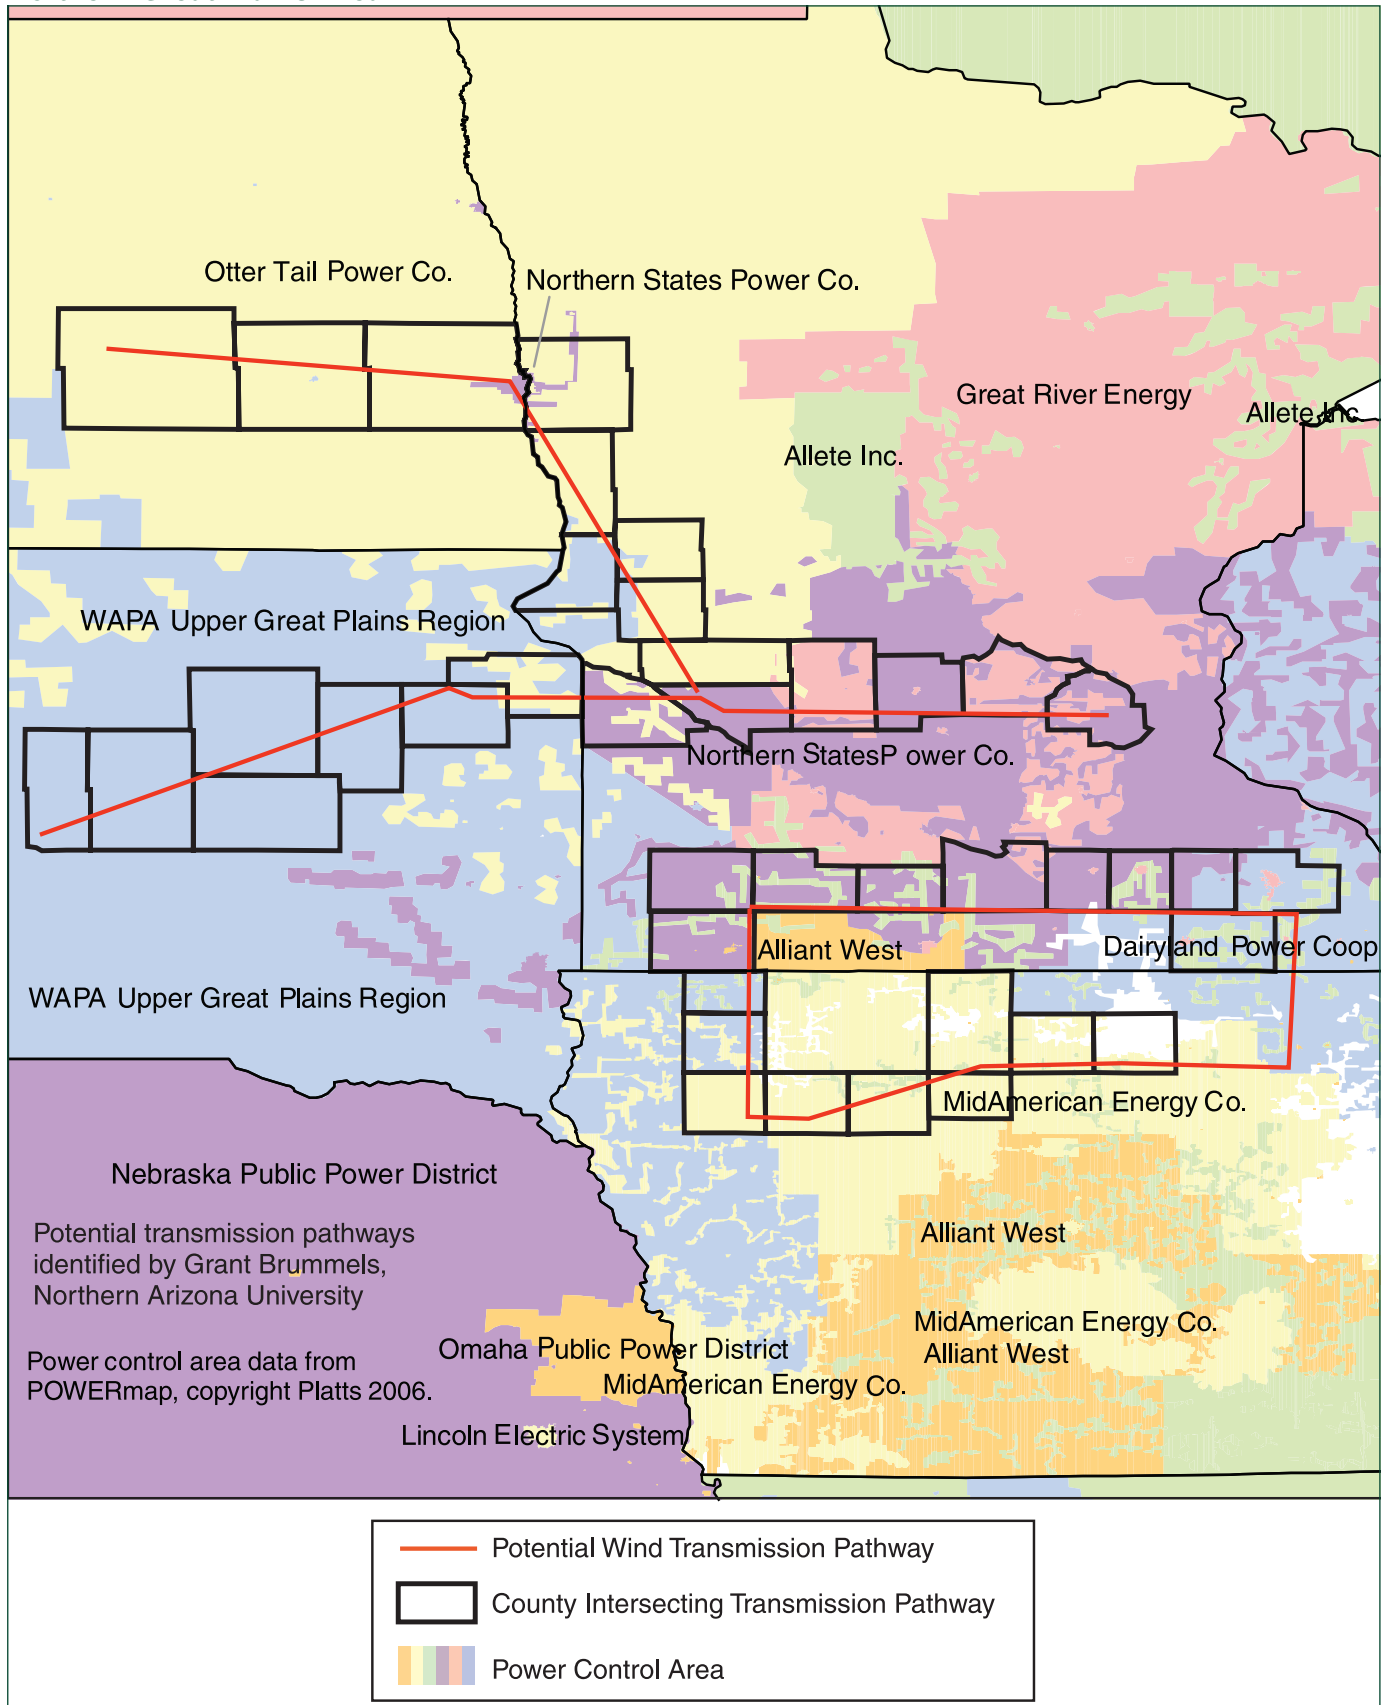 Otter Tail Power Co.
Northern States Power Co.
Great River Energy
Allete Inc
Allete Inc.
WAPA Upper Great Plains Region
Northern StatesP ower Co.
Alliant West
Dairyland Power Coop
WAPA Upper Great Plains Region
MidAmerican Energy Co.
Nebraska Public Power District
Potential transmission pathways
identified by Grant Brummels,
Northern Arizona University
Alliant West
MidAmerican Energy Co.
Alliant West
Omaha Public Power District
Power control area data from
POWERmap, copyright Platts 2006.
MidAmerican Energy Co.
Lincoln Electric System
Potential Wind Transmission Pathway
County Intersecting Transmission Pathway
Power Control Area